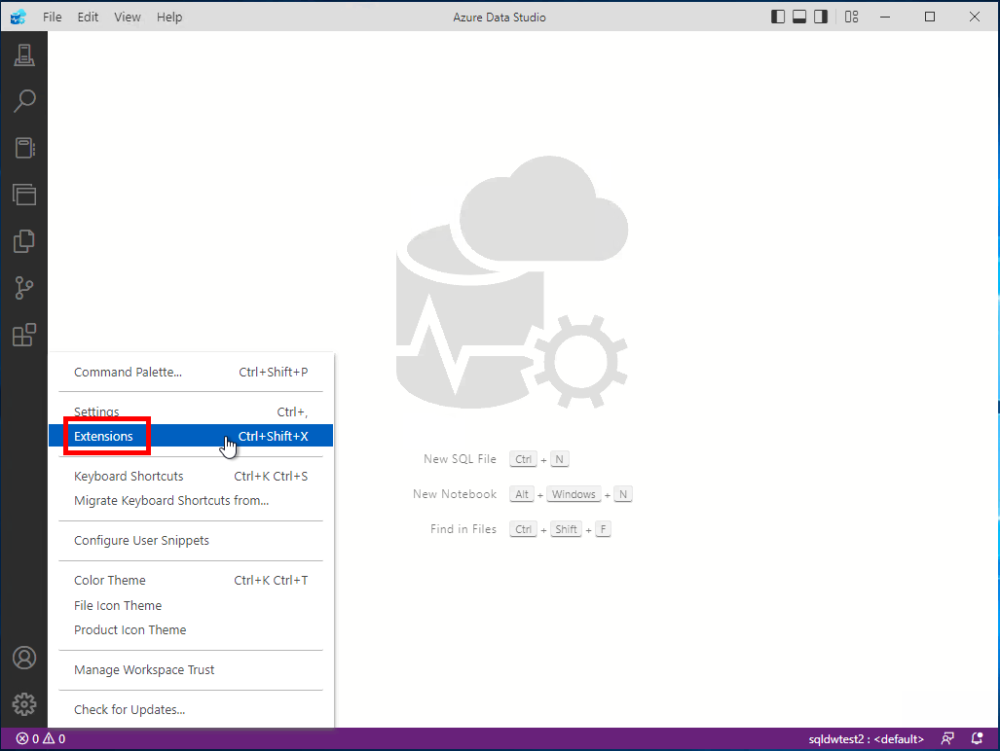 File Edit View Help Azure Data Studio
Command Palette... Ctrl+Shift+P
Settings Ctrl+,
Extensions Ctrl+Shift+X
Keyboard Shortcuts Ctrl+K Ctrl+S
Migrate Keyboard Shortcuts from...
Configure User Snippets
Color Theme Ctrl+K Ctrl+T
File Icon Theme
Product Icon Theme
Manage Workspace Trust
Check for Updates...
New SQL File Ctrl + N
New Notebook Alt + Windows + N
Find in Files Ctrl + Shift + F
0 0 sqldwtest2 : <default>